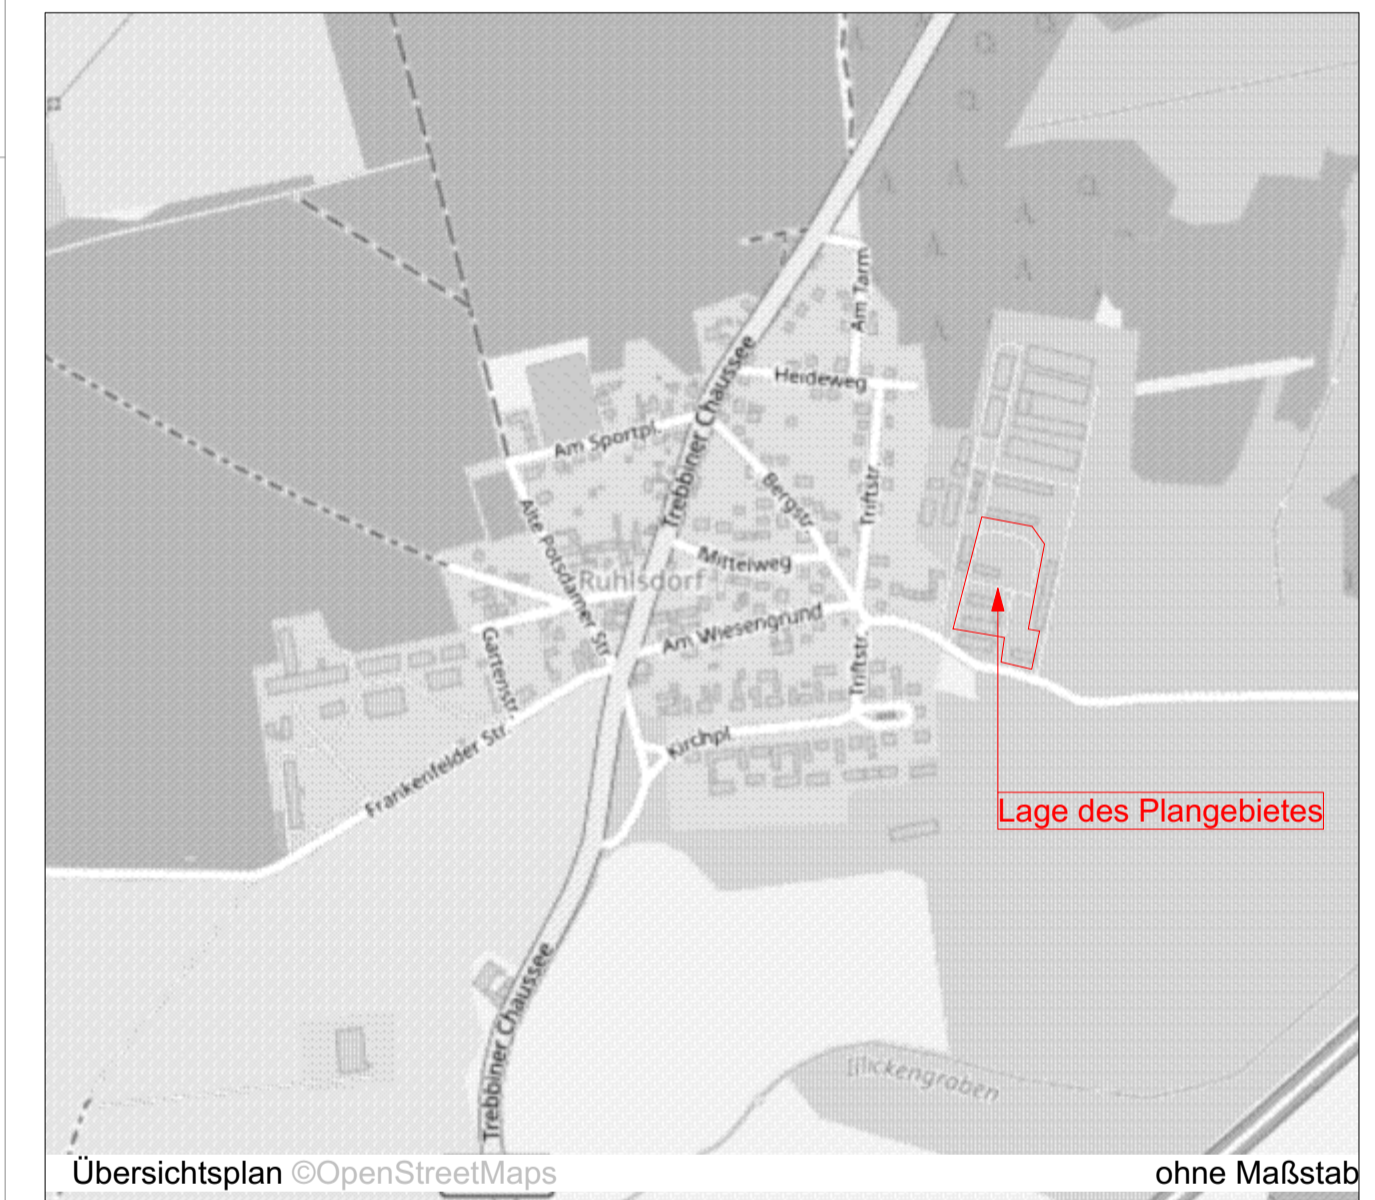 Am Tarm
Trebbiner Chaussee
Heideweg
Am Sportpl.
Bergstr.
Triftstr.
Alte Potsdamer Str.
Mittelweg
Ruhlsdorf
Am Wiesengrund
Gartenstr.
Triftstr.
Kirchpl.
Frankenfelder Str.
Lage des Plangebietes
Trebbiner Chaussee
Übersichtsplan ©OpenStreetMaps
ohne Maßstab